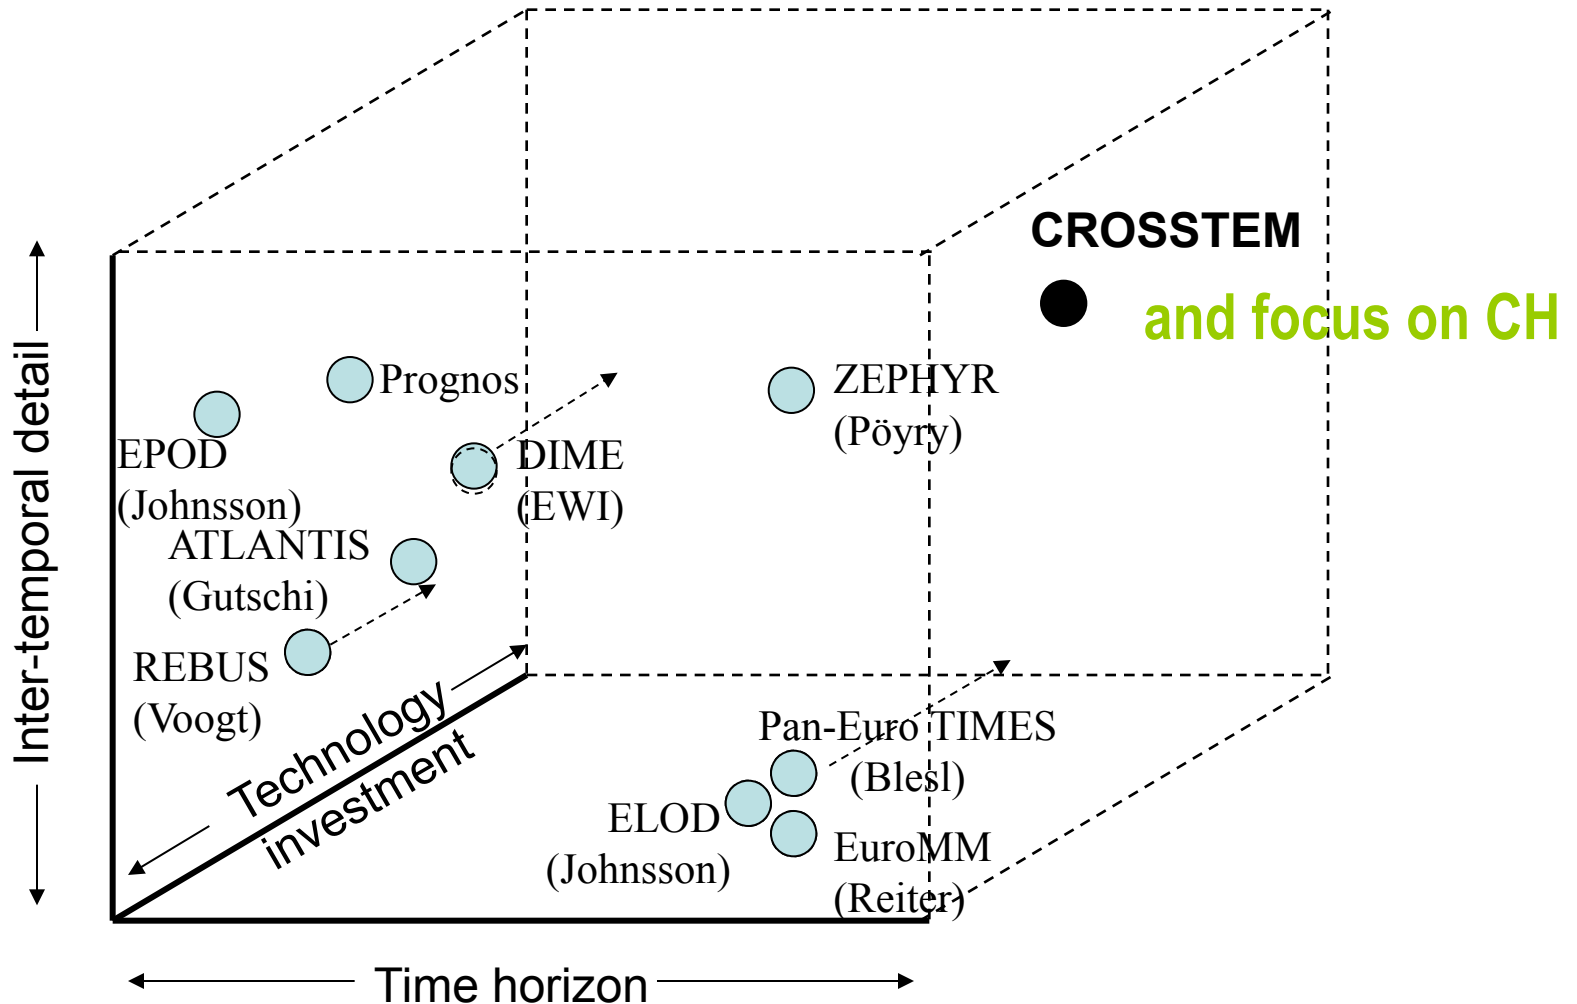 CROSSTEM
and focus on CH
Prognos
ZEPHYR
(Pöyry)
EPOD
(Johnsson)
DIME
(EWI)
ATLANTIS
(Gutschi)
REBUS
(Voogt)
Inter-temporal detail
Technology
investment
Pan-Euro TIMES
(Blesl)
ELOD
(Johnsson)
EuroMM
(Reiter)
Time horizon